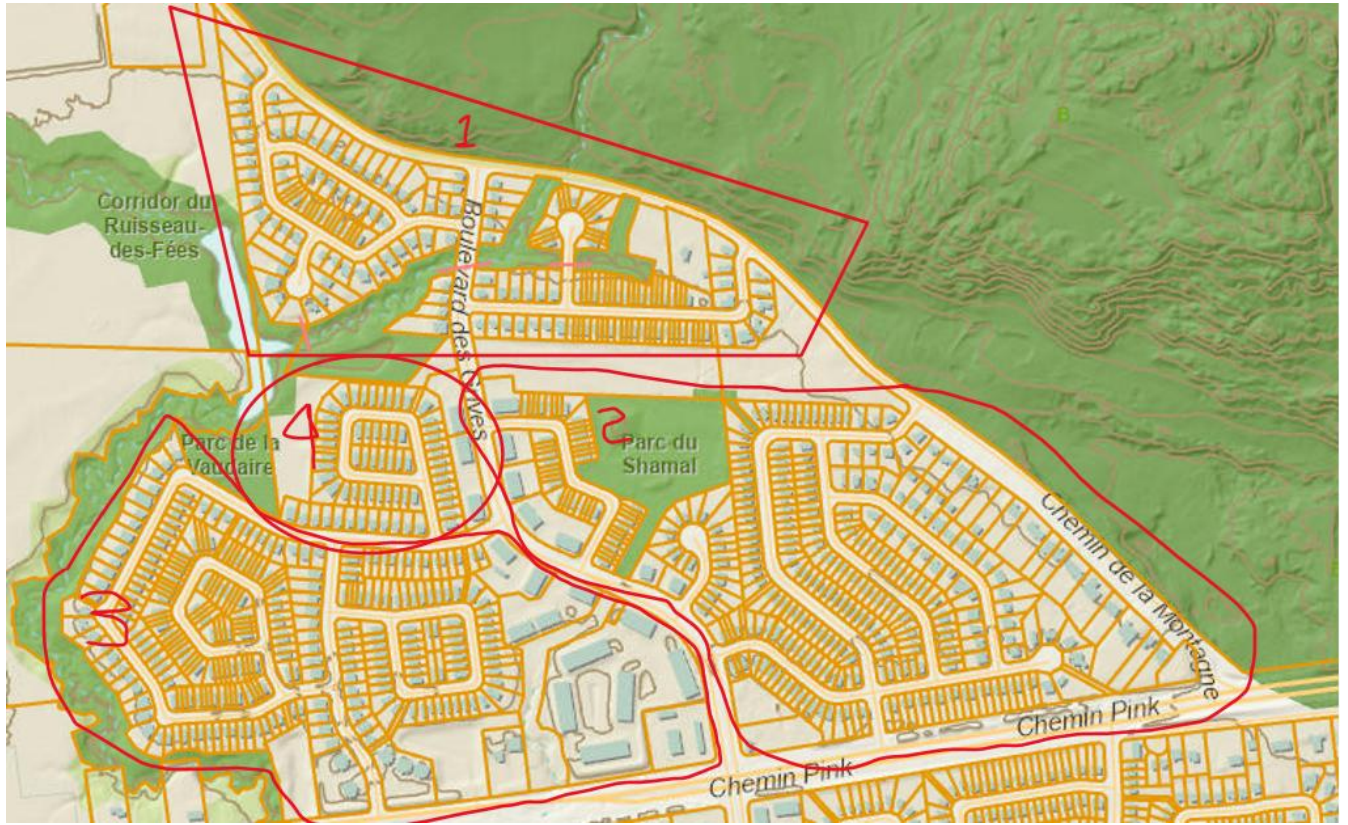 1
Corridor du
Ruisseau-
des-Fées
Boulevard des Grives
4
Parc de la
Vaudaire
2
Parc du
Shamal
Chemin de la Montagne
3
Chemin Pink
Chemin Pink